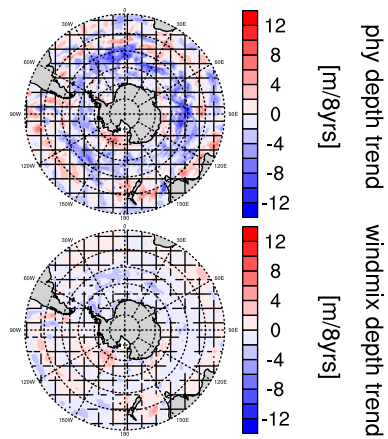 0
30W
30E
60W
60E
90W
90E
120W
120E
150W
150E
180
12
8
4
0
-4
-8
-12
phy depth trend
[m/8yrs]
0
30W
30E
60W
60E
90W
90E
120W
120E
150W
150E
180
12
8
4
0
-4
-8
-12
windmix depth trend
[m/8yrs]